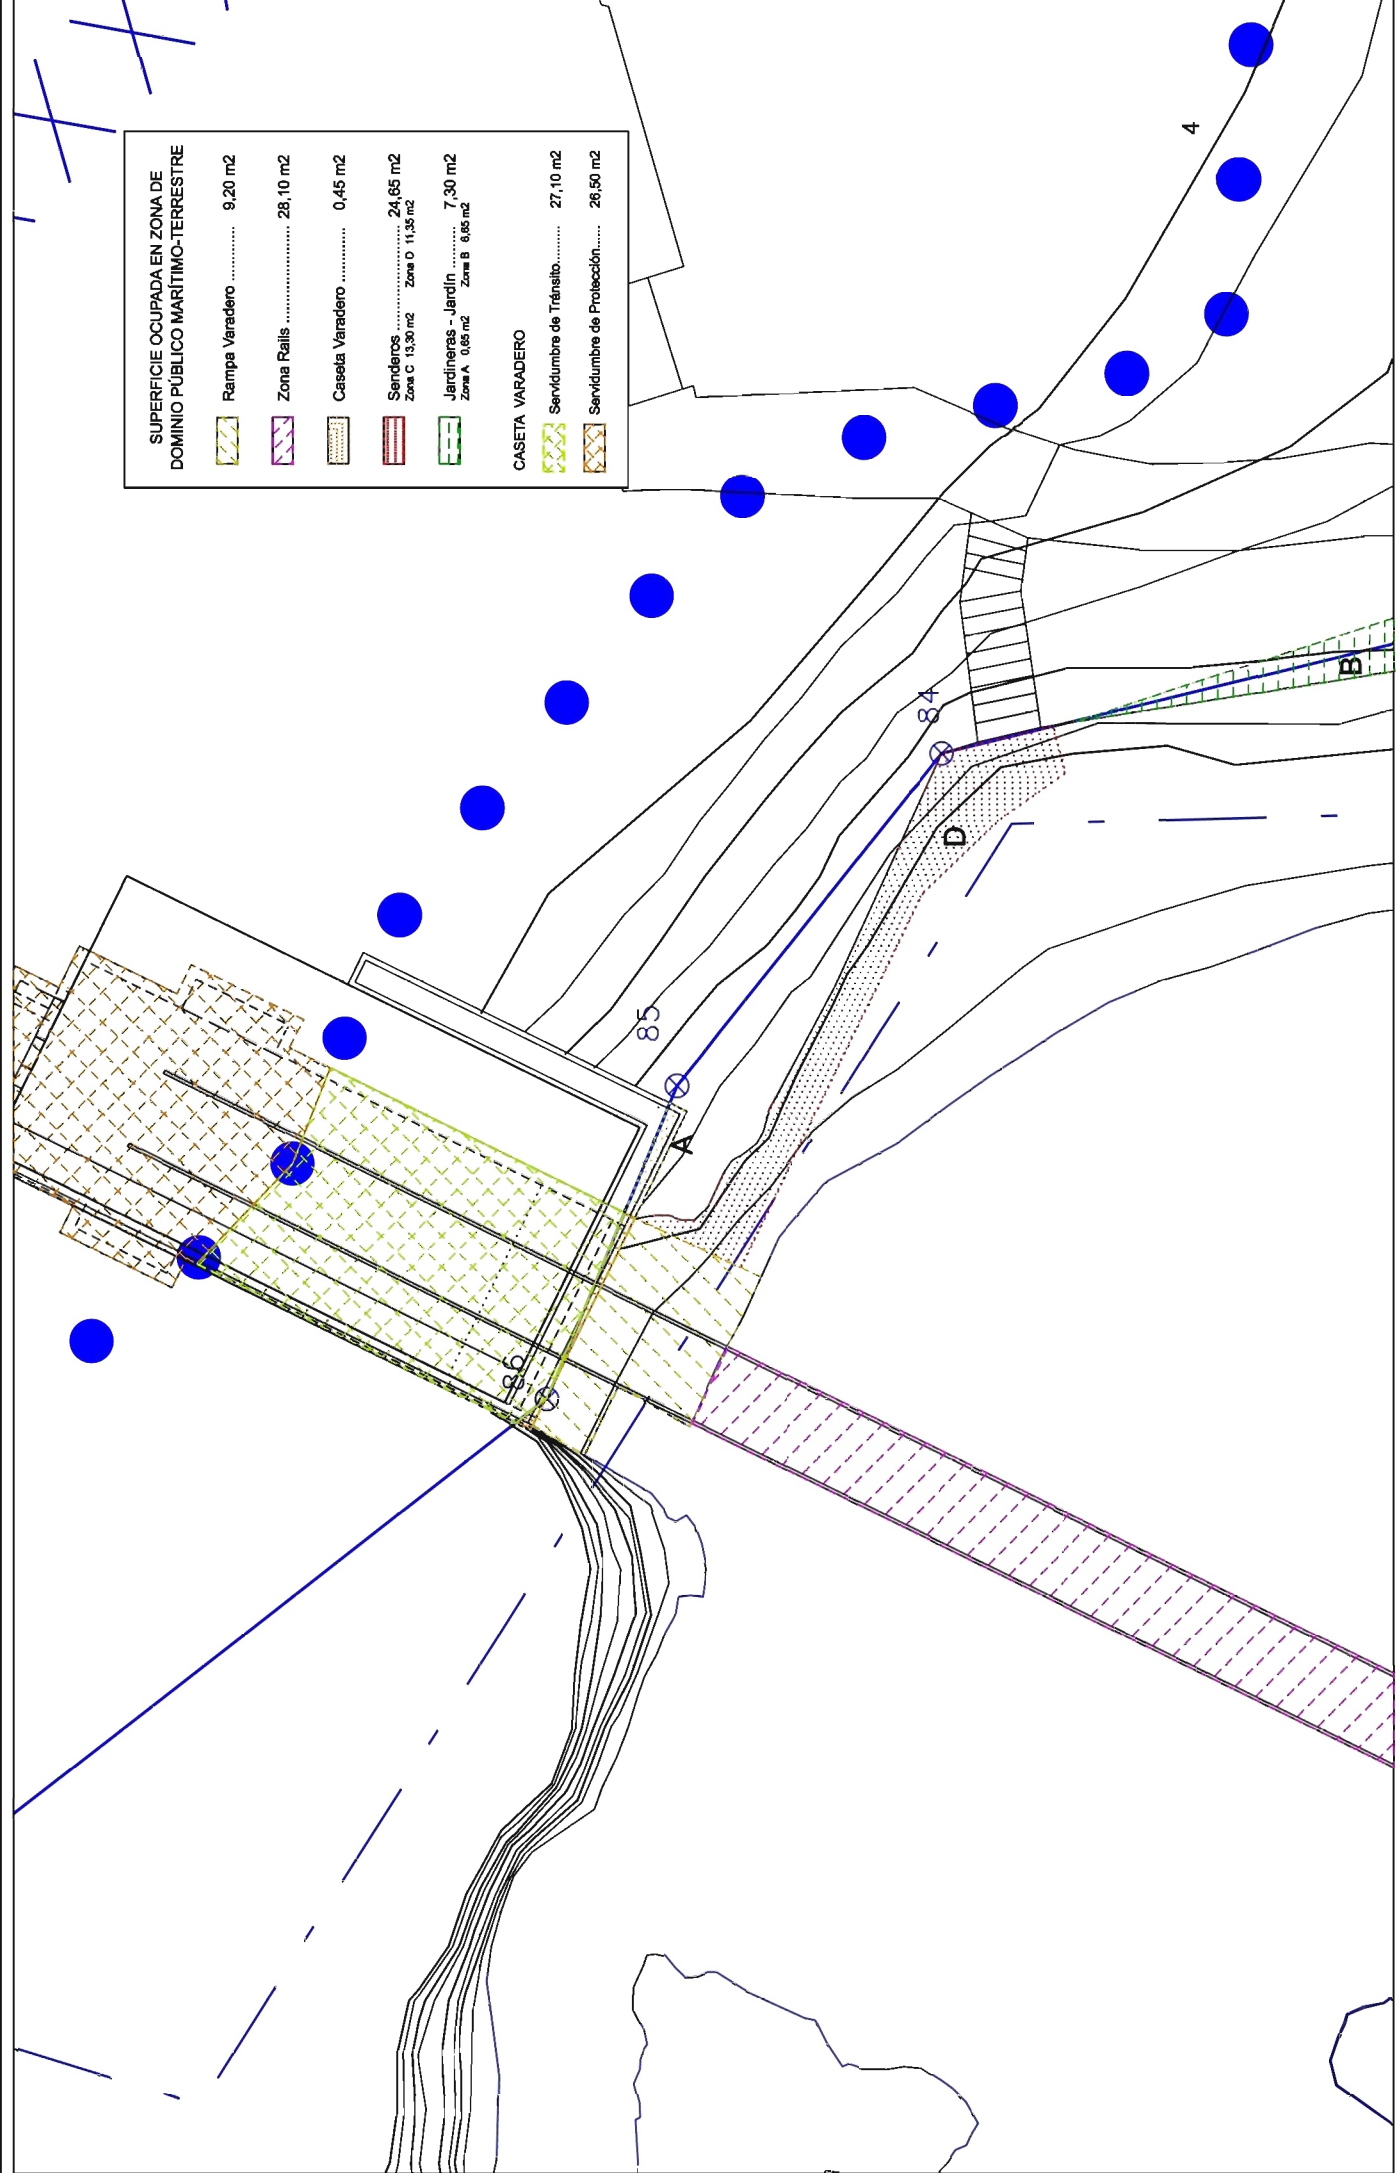 SUPERFICIE OCUPADA EN ZONA DE
DOMINIO PÚBLICO MARÍTIMO-TERRESTRE
Rampa Varadero ............ 9,20 m2
Zona Rails ........................ 28,10 m2
Caseta Varadero ............ 0,45 m2
Senderos .......................... 24,65 m2
Zona C 13,30 m2 Zona D 11,35 m2
Jardineras - Jardín ......... 7,30 m2
Zona A 0,65 m2 Zona B 6,65 m2
CASETA VARADERO
Servidumbre de Tránsito......... 27,10 m2
Servidumbre de Protección...... 26,50 m2
4
84
B
D
85
A
86